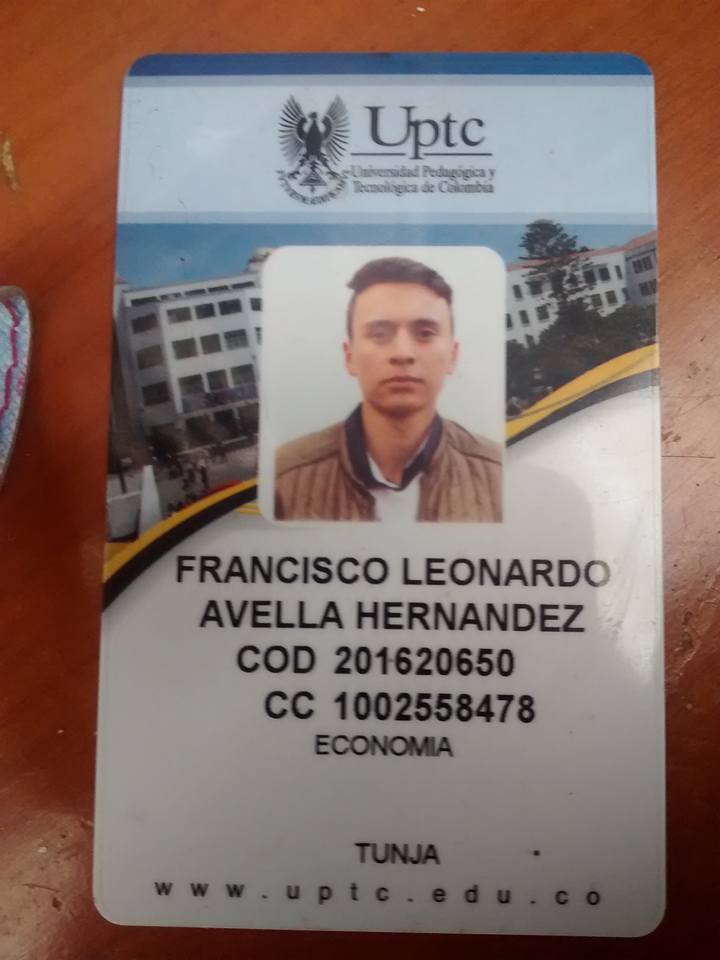 Uptc
Universidad Pedagógica y
Tecnológica de Colombia
FRANCISCO LEONARDO
AVELLA HERNANDEZ
COD 201620650
CC 1002558478
ECONOMIA
TUNJA
www.uptc.edu.co